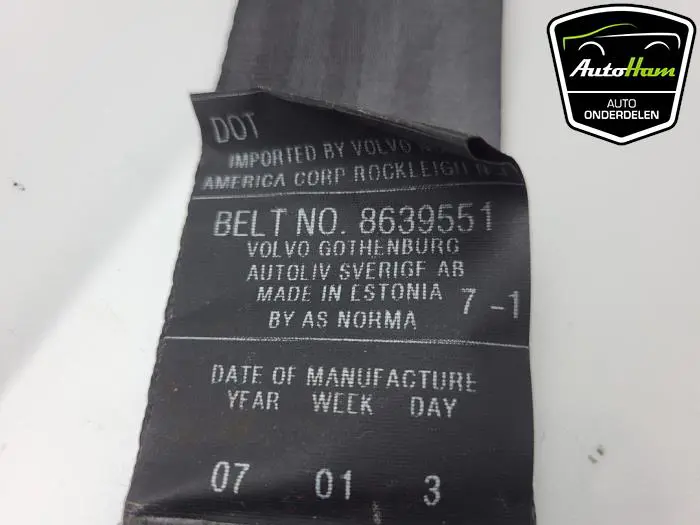 AutoHam
AUTO
ONDERDELEN
DOT
IMPORTED BY VOLVO
AMERICA CORP ROCKLEIGH
BELT NO. 8639551
VOLVO GOTHENBURG
AUTOLIV SVERIGE AB
MADE IN ESTONIA 7-1
BY AS NORMA
DATE OF MANUFACTURE
YEAR WEEK DAY
07 01 3